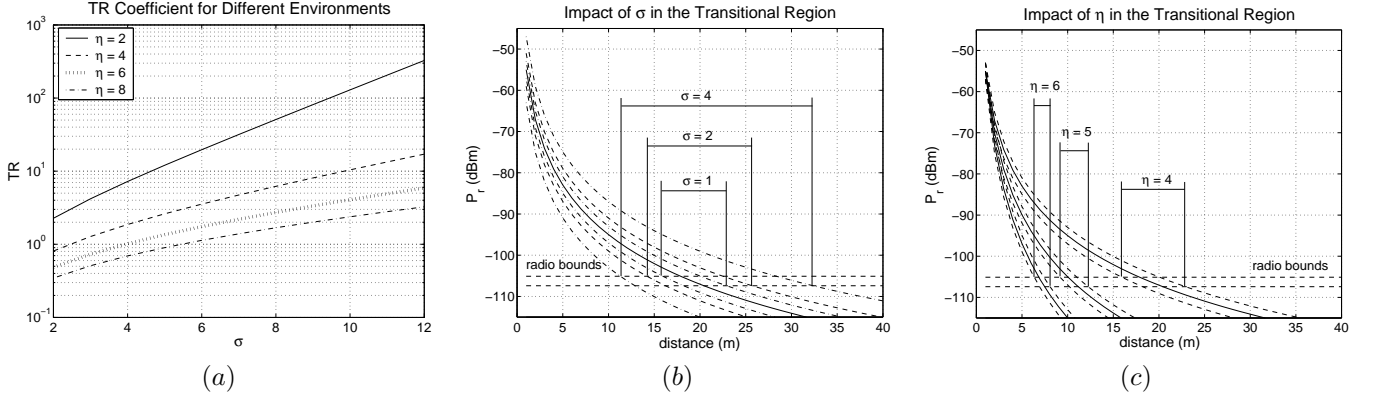 TR Coefficient for Different Environments
10³
10²
10¹
10⁰
10⁻¹
TR
η = 2
η = 4
η = 6
η = 8
2
4
6
8
10
12
σ
(a)
Impact of σ in the Transitional Region
−50
−60
−70
−80
−90
−100
−110
P_r (dBm)
σ = 4
σ = 2
σ = 1
radio bounds
0
5
10
15
20
25
30
35
40
distance (m)
(b)
Impact of η in the Transitional Region
−50
−60
−70
−80
−90
−100
−110
P_r (dBm)
η = 6
η = 5
η = 4
radio bounds
0
5
10
15
20
25
30
35
40
distance (m)
(c)